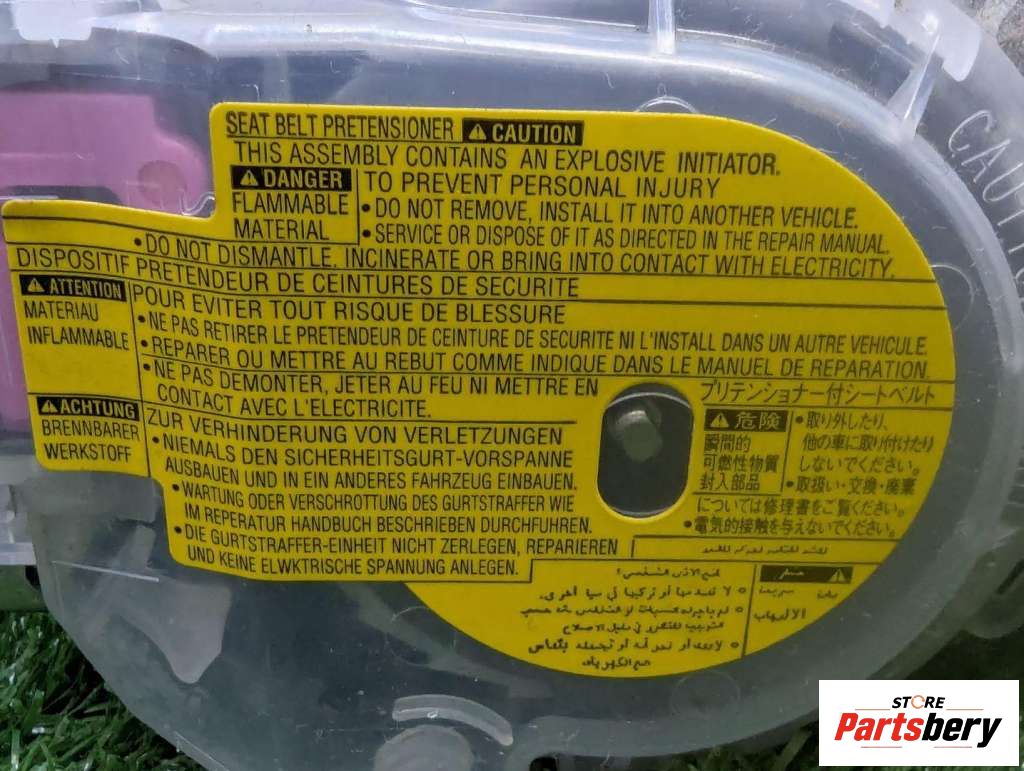 SEAT BELT PRETENSIONER ⚠ CAUTION
THIS ASSEMBLY CONTAINS AN EXPLOSIVE INITIATOR.
⚠ DANGER
FLAMMABLE
MATERIAL
TO PREVENT PERSONAL INJURY
• DO NOT REMOVE, INSTALL IT INTO ANOTHER VEHICLE.
• SERVICE OR DISPOSE OF IT AS DIRECTED IN THE REPAIR MANUAL.
• DO NOT DISMANTLE, INCINERATE OR BRING INTO CONTACT WITH ELECTRICITY.
DISPOSITIF PRETENDEUR DE CEINTURES DE SECURITE
⚠ ATTENTION
MATERIAU
INFLAMMABLE
POUR EVITER TOUT RISQUE DE BLESSURE
• NE PAS RETIRER LE PRETENDEUR DE CEINTURE DE SECURITE NI L'INSTALL DANS UN AUTRE VEHICULE.
• REPARER OU METTRE AU REBUT COMME INDIQUE DANS LE MANUEL DE REPARATION.
• NE PAS DEMONTER, JETER AU FEU NI METTRE EN
CONTACT AVEC L'ELECTRICITE.
⚠ ACHTUNG
BRENNBARER
WERKSTOFF
ZUR VERHINDERUNG VON VERLETZUNGEN
• NIEMALS DEN SICHERHEITSGURT-VORSPANNE
AUSBAUEN UND IN EIN ANDERES FAHRZEUG EINBAUEN.
• WARTUNG ODER VERSCHROTTUNG DES GURTSTRAFFER WIE
IM REPERATUR HANDBUCH BESCHRIEBEN DURCHFUHREN.
• DIE GURTSTRAFFER-EINHEIT NICHT ZERLEGEN, REPARIEREN
UND KEINE ELWKTRISCHE SPANNUNG ANLEGEN.
プリテンショナー付シートベルト
⚠ 危険
瞬間的
可燃性物質
封入部品
• 取り外したり、
他の車に取り付けたり
しないでください。
• 取扱い・交換・廃棄
については修理書をご覧ください。
• 電気的接触を与えないでください。
الالتهاب
CAUTIO
STORE
Partsbery